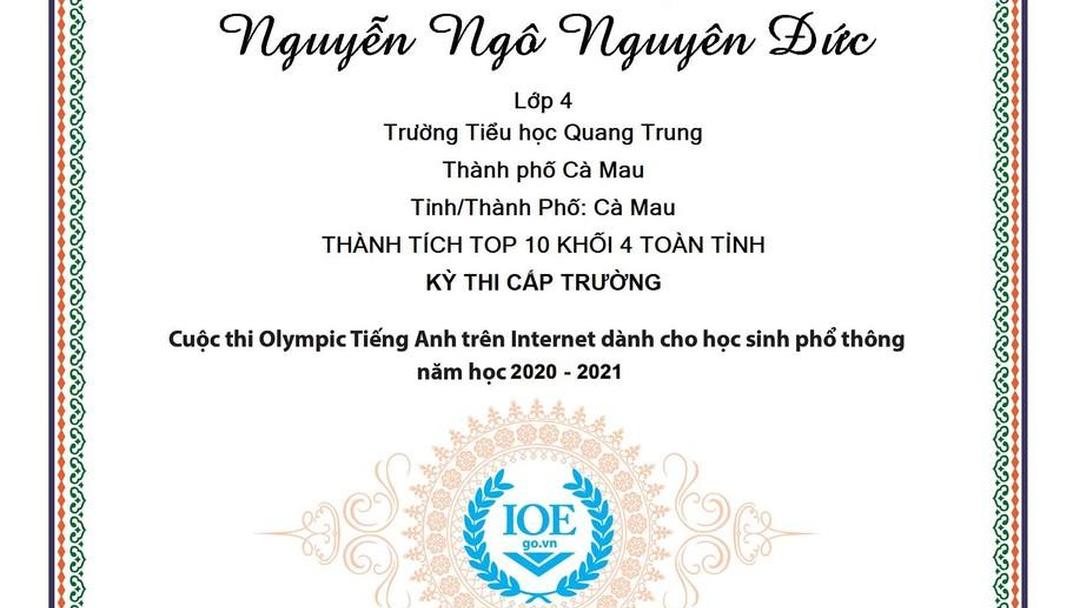 Nguyễn Ngô Nguyên Đức
Lớp 4
Trường Tiểu học Quang Trung
Thành phố Cà Mau
Tỉnh/Thành Phố: Cà Mau
THÀNH TÍCH TOP 10 KHỐI 4 TOÀN TỈNH
KỲ THI CẤP TRƯỜNG
Cuộc thi Olympic Tiếng Anh trên Internet dành cho học sinh phổ thông
năm học 2020 - 2021
IOE
go.vn